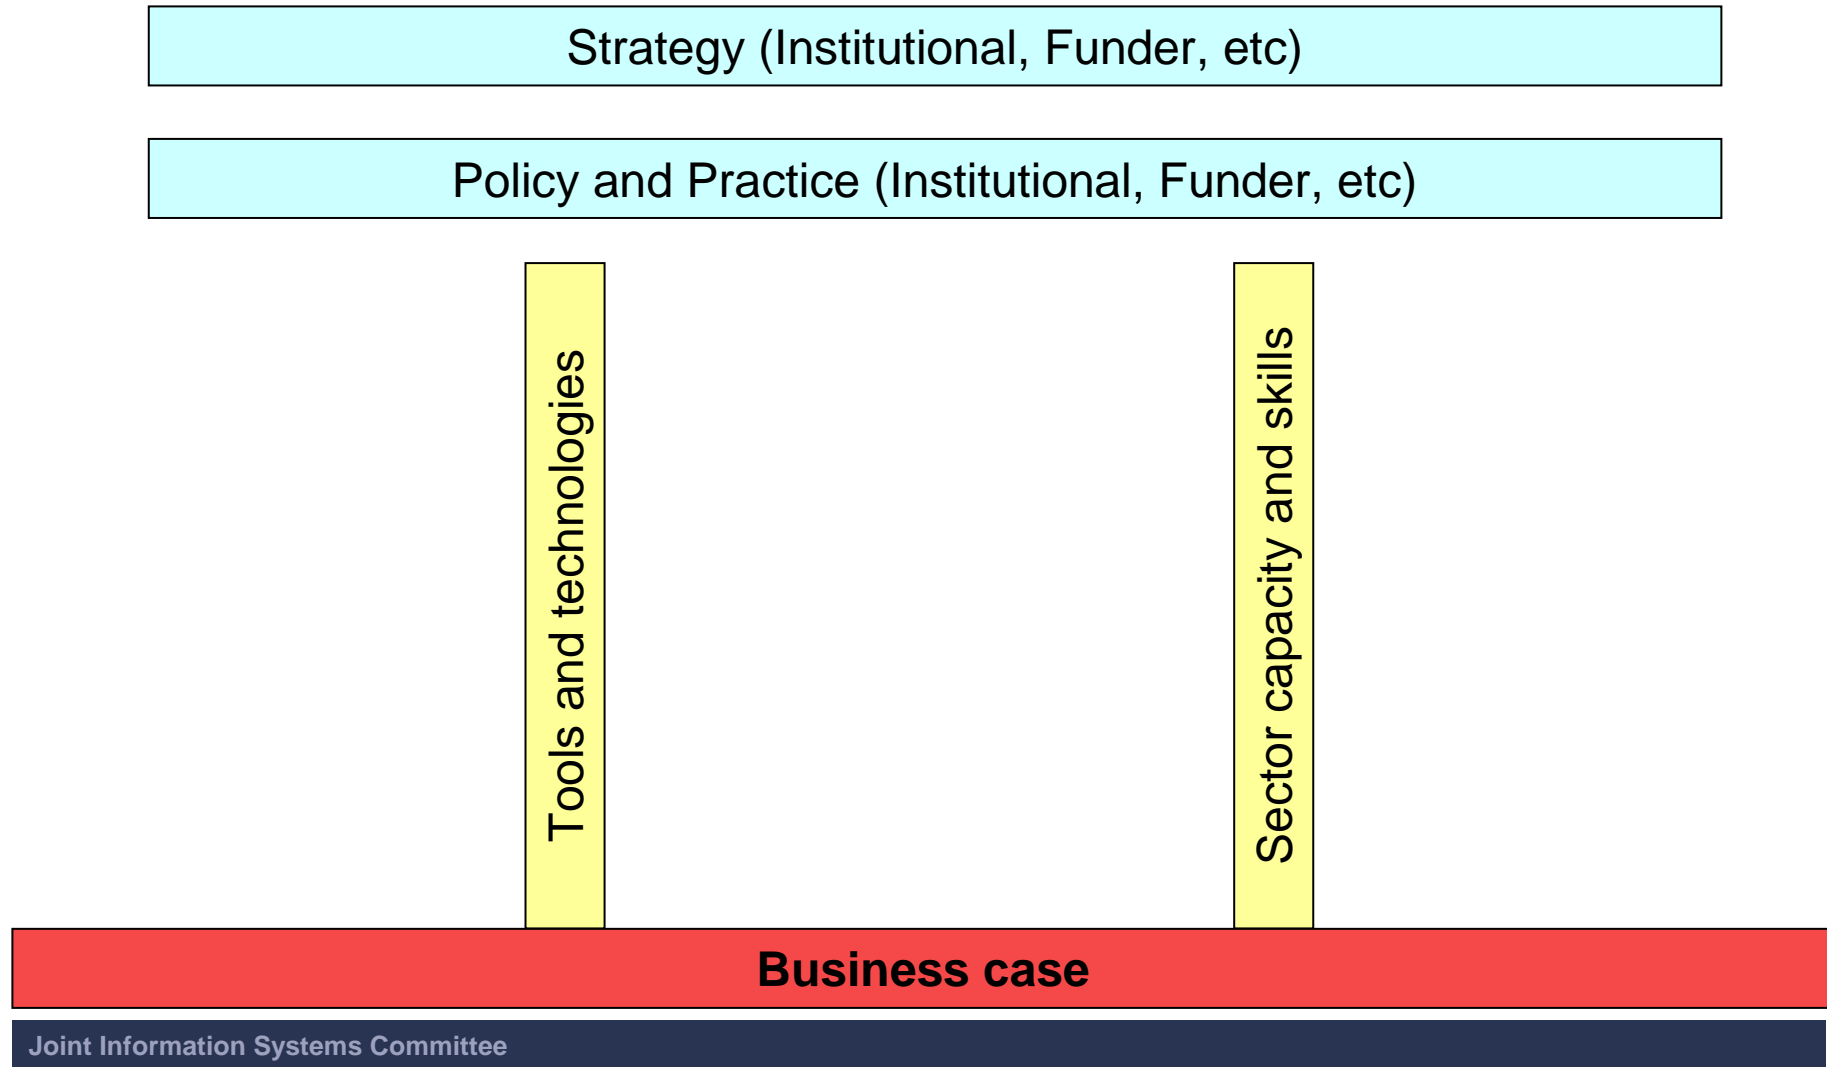 Strategy (Institutional, Funder, etc)
Policy and Practice (Institutional, Funder, etc)
Tools and technologies
Sector capacity and skills
Business case
Joint Information Systems Committee